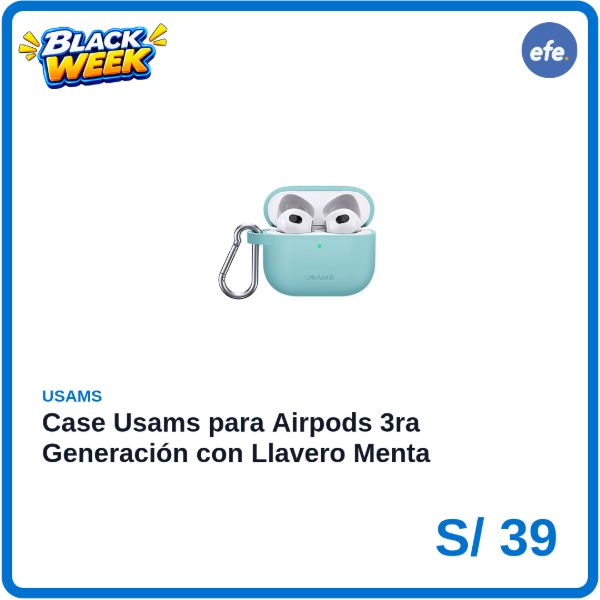 BLACK
WEEK
efe.
USAMS
USAMS
Case Usams para Airpods 3ra
Generación con Llavero Menta
S/ 39